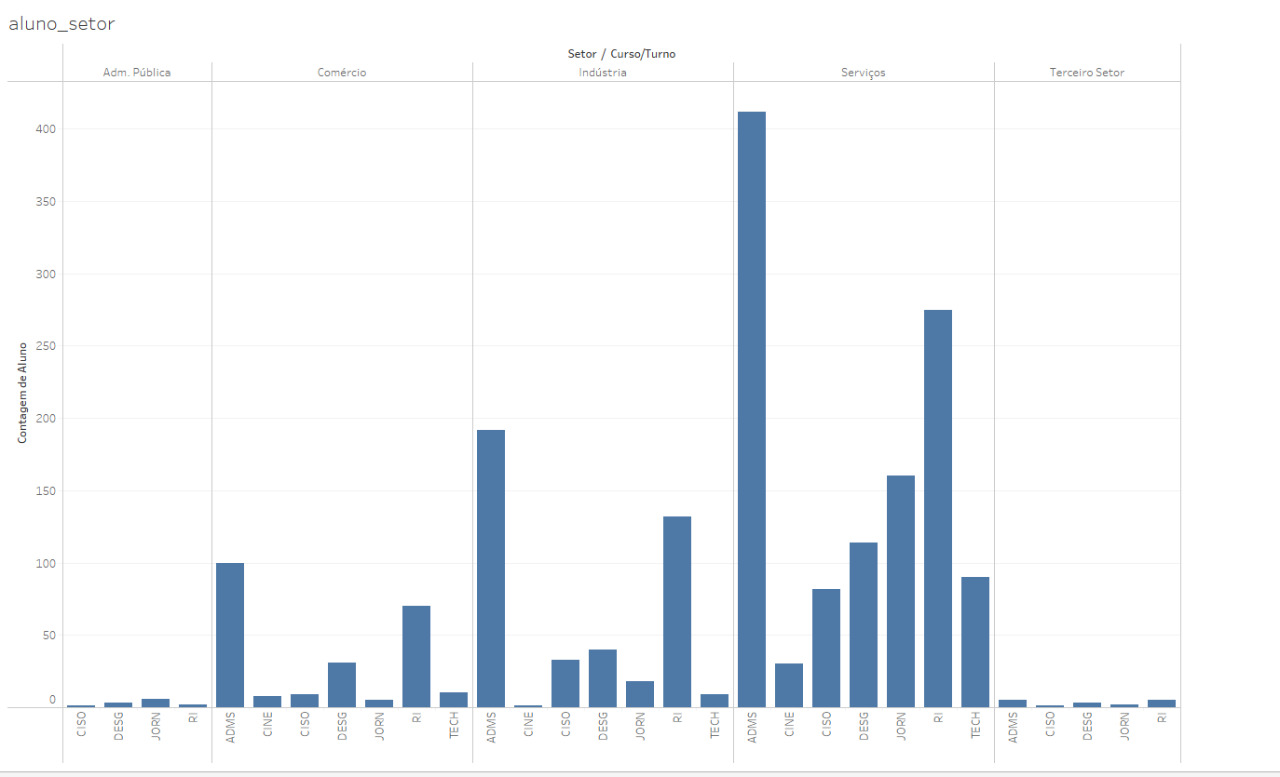 aluno_setor
Setor / Curso/Turno
Adm. Pública Comércio Indústria Serviços Terceiro Setor
Contagem de Aluno
400
350
300
250
200
150
100
50
0
CISO DESG JORN RI ADMS CINE CISO DESG JORN RI TECH ADMS CINE CISO DESG JORN RI TECH ADMS CINE CISO DESG JORN RI TECH ADMS CISO DESG JORN RI